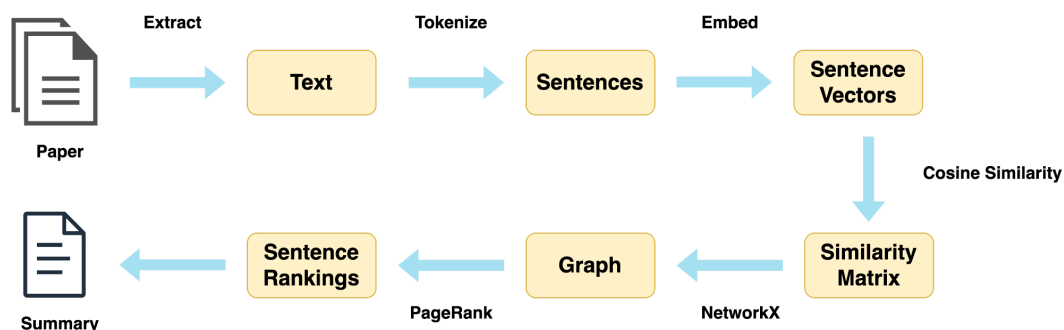 Extract
Tokenize
Embed
Text
Sentences
Sentence
Vectors
Paper
Cosine Similarity
Sentence
Rankings
Graph
Similarity
Matrix
PageRank
NetworkX
Summary